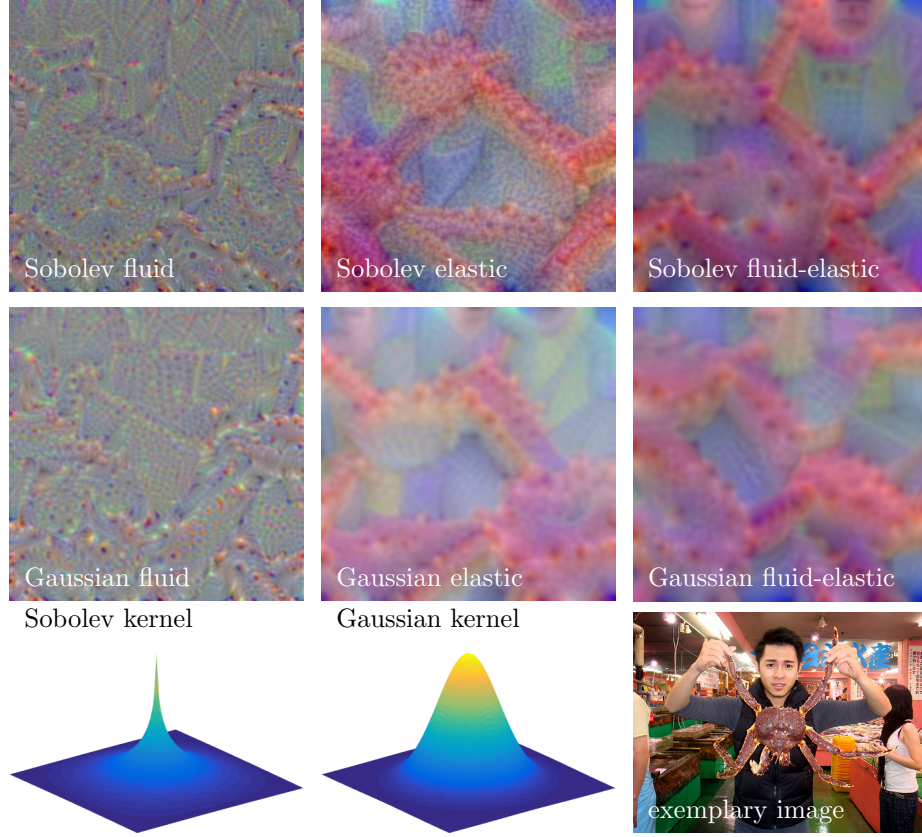 Sobolev fluid
Sobolev elastic
Sobolev fluid-elastic
Gaussian fluid
Gaussian elastic
Gaussian fluid-elastic
Sobolev kernel
Gaussian kernel
exemplary image